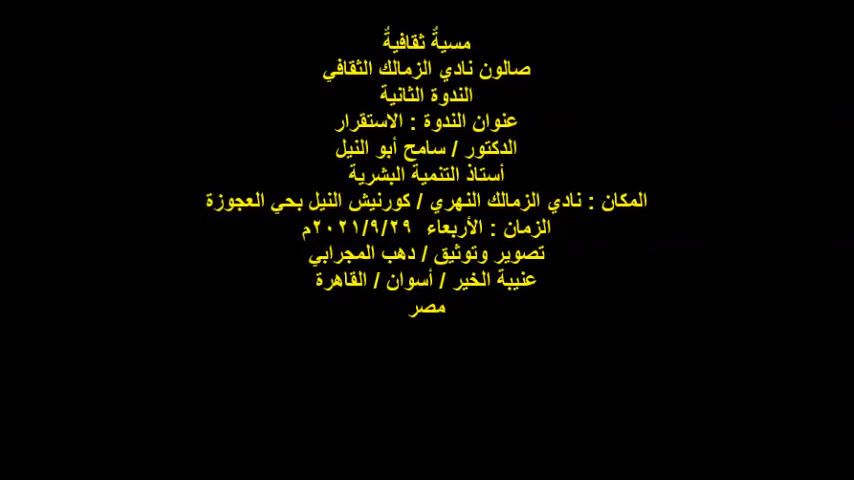 مسيةٌ ثقافيةٌ
صالون نادي الزمالك الثقافي
الندوة الثانية
عنوان الندوة : الاستقرار
الدكتور / سامح أبو النيل
أستاذ التنمية البشرية
المكان : نادي الزمالك النهري / كورنيش النيل بحي العجوزة
الزمان : الأربعاء ٢٠٢١/٩/٢٩م
تصوير وتوثيق / دهب المجرابي
عنيبة الخير / أسوان / القاهرة
مصر